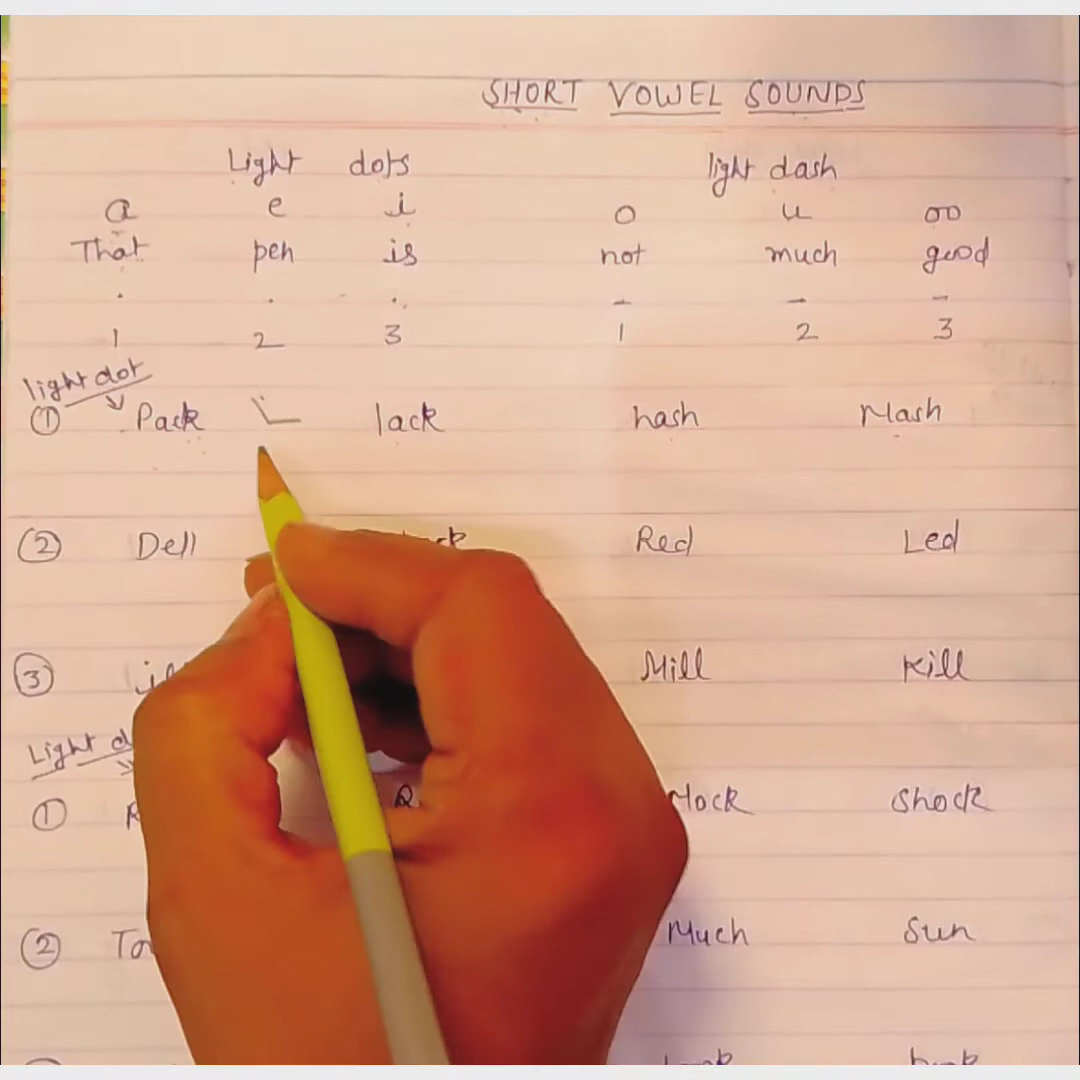 SHORT VOWEL SOUNDS
Light dots light dash
a e i o u oo
That pen is not much good
1 2 3 1 2 3
light dot
① Pack lack hash Mash
② Dell Red Led
③ Mill Kill
Light
① Mock Shock
② Much Sun